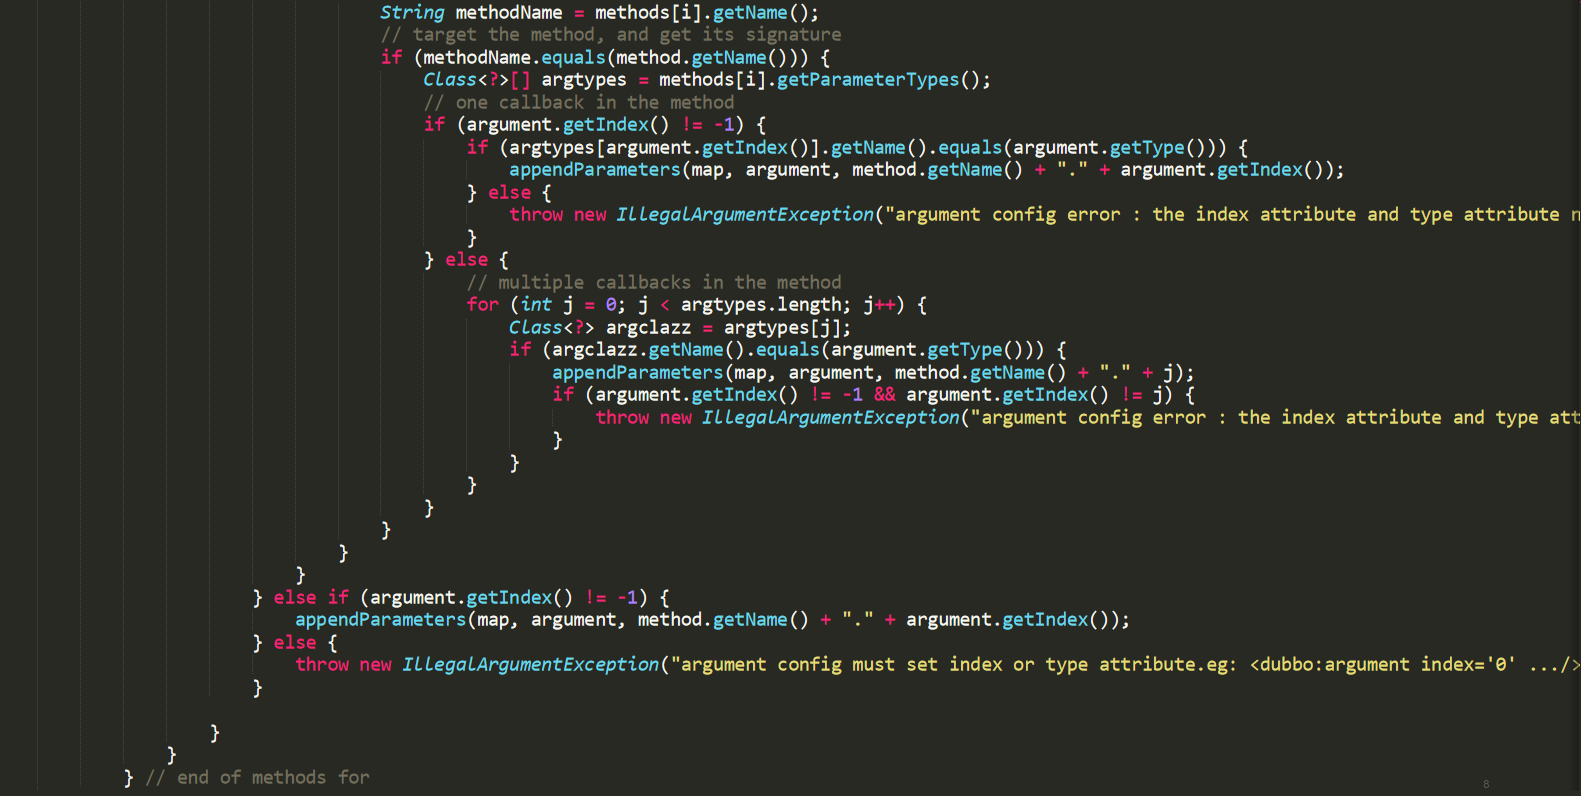 String methodName = methods[i].getName();
// target the method, and get its signature
if (methodName.equals(method.getName())) {
Class<?>[] argtypes = methods[i].getParameterTypes();
// one callback in the method
if (argument.getIndex() != -1) {
if (argtypes[argument.getIndex()].getName().equals(argument.getType())) {
appendParameters(map, argument, method.getName() + "." + argument.getIndex());
} else {
throw new IllegalArgumentException("argument config error : the index attribute and type attribute n
}
} else {
// multiple callbacks in the method
for (int j = 0; j < argtypes.length; j++) {
Class<?> argclazz = argtypes[j];
if (argclazz.getName().equals(argument.getType())) {
appendParameters(map, argument, method.getName() + "." + j);
if (argument.getIndex() != -1 && argument.getIndex() != j) {
throw new IllegalArgumentException("argument config error : the index attribute and type att
}
}
}
}
}
}
}
} else if (argument.getIndex() != -1) {
appendParameters(map, argument, method.getName() + "." + argument.getIndex());
} else {
throw new IllegalArgumentException("argument config must set index or type attribute.eg: <dubbo:argument index='0' .../>
}
}
}
} // end of methods for
8